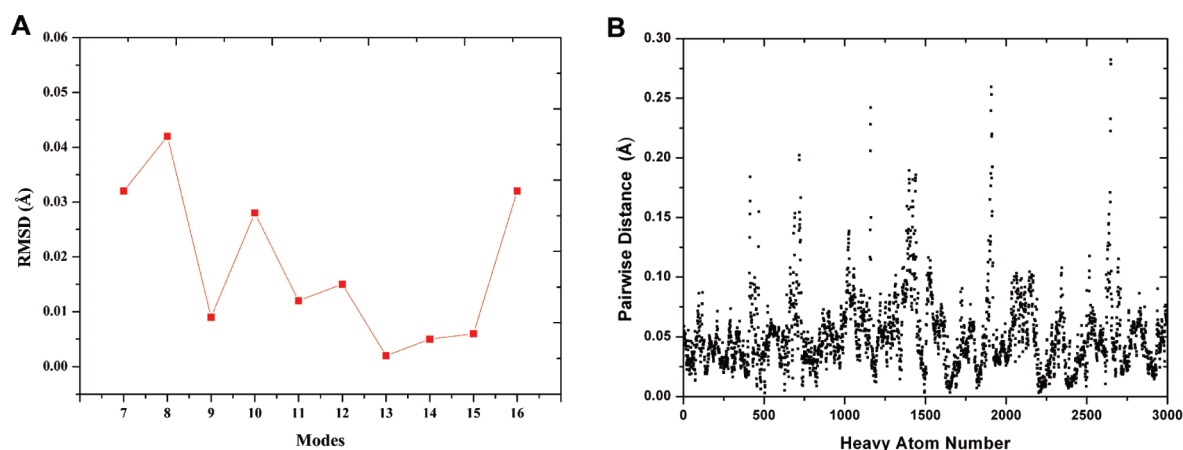 A
0.06
0.05
0.04
0.03
0.01
0.01
0.00
RMSD (Å)
7 8 9 10 11 12 13 14 15 16
Modes
B
0.30
0.25
0.20
0.15
0.10
0.05
0.00
Pairwise Distance (Å)
0 500 1000 1500 2000 2500 3000
Heavy Atom Number